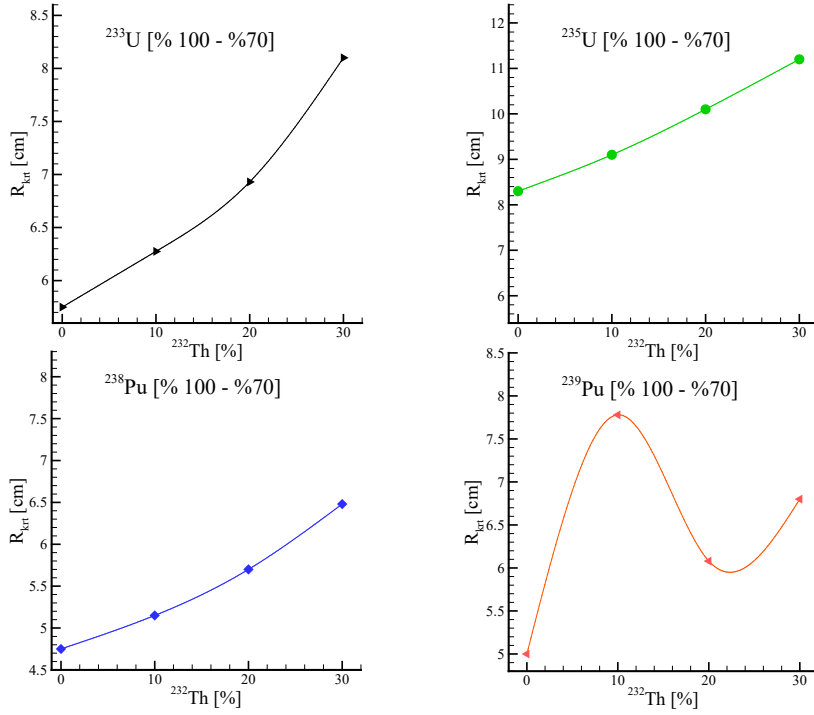 ²³³U [% 100 - %70]
R_krt [cm]
8.5
8
7.5
7
6.5
6
0 10 20 30
²³²Th [%]
²³⁵U [% 100 - %70]
R_krt [cm]
12
11
10
9
8
7
6
0 10 20 30
²³²Th [%]
²³⁸Pu [% 100 - %70]
R_krt [cm]
8
7.5
7
6.5
6
5.5
5
4.5
0 10 20 30
²³²Th [%]
²³⁹Pu [% 100 - %70]
R_krt [cm]
8.5
8
7.5
7
6.5
6
5.5
5
0 10 20 30
²³²Th [%]